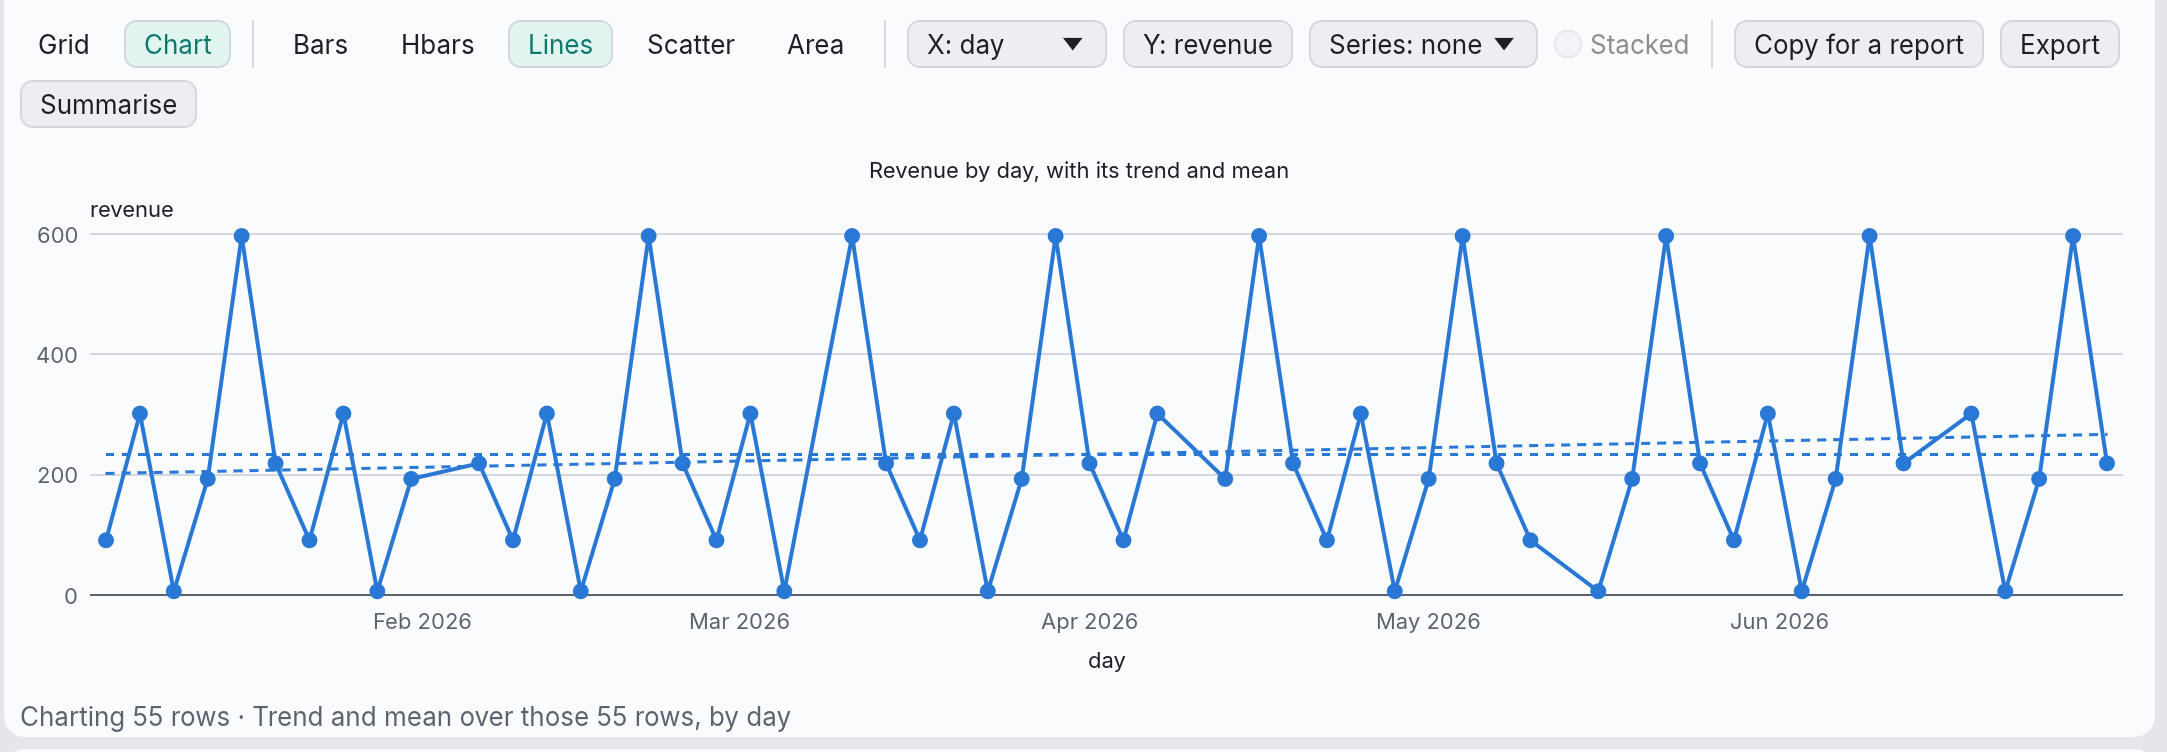 Grid Chart Bars Hbars Lines Scatter Area X: day Y: revenue Series: none Stacked Copy for a report Export
Summarise
Revenue by day, with its trend and mean
revenue
600
400
200
0
Feb 2026 Mar 2026 Apr 2026 May 2026 Jun 2026
day
Charting 55 rows · Trend and mean over those 55 rows, by day